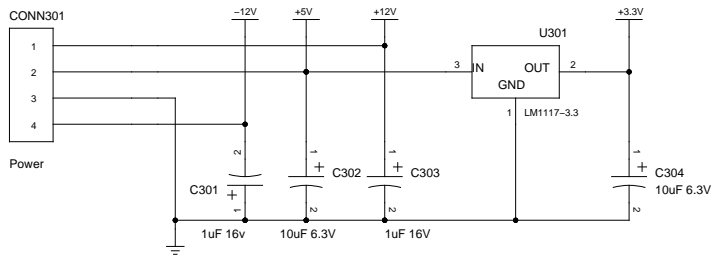 CONN301
−12V
+5V
+12V
+3.3V
U301
1
2
3
4
3
IN
OUT
2
GND
1
LM1117−3.3
Power
2
C301
+
1
1
+
C302
2
1
+
C303
2
1
+
C304
10uF 6.3V
2
1uF 16v
10uF 6.3V
1uF 16V